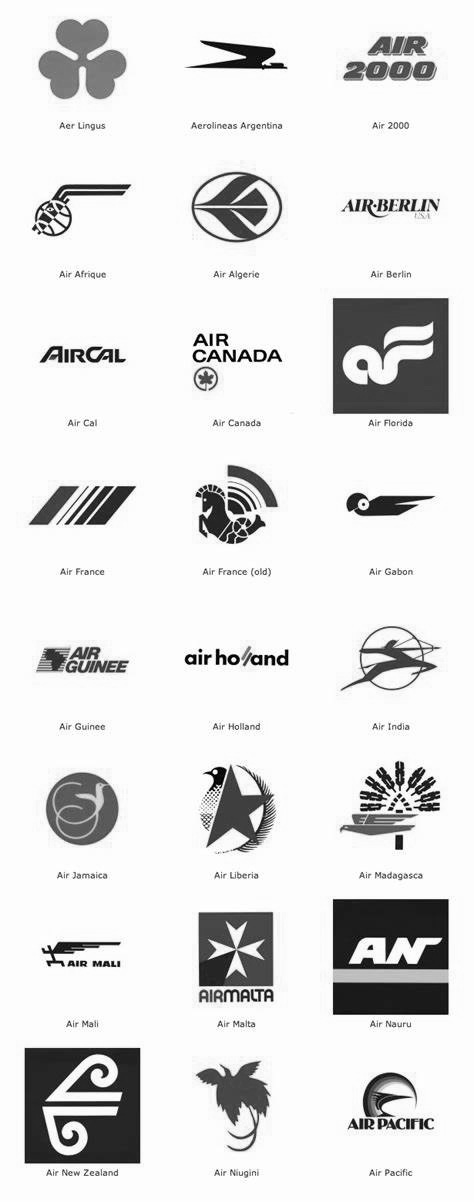 AIR
2000
Aer Lingus
Aerolineas Argentina
Air 2000
AIR·BERLIN
USA
Air Afrique
Air Algerie
Air Berlin
AIRCAL
AIR
CANADA
Air Cal
Air Canada
Air Florida
Air France
Air France (old)
Air Gabon
AIR
GUINEE
air holland
Air Guinee
Air Holland
Air India
Air Jamaica
Air Liberia
Air Madagasca
AIR MALI
AIRMALTA
AN
Air Mali
Air Malta
Air Nauru
AIR PACIFIC
Air New Zealand
Air Niugini
Air Pacific